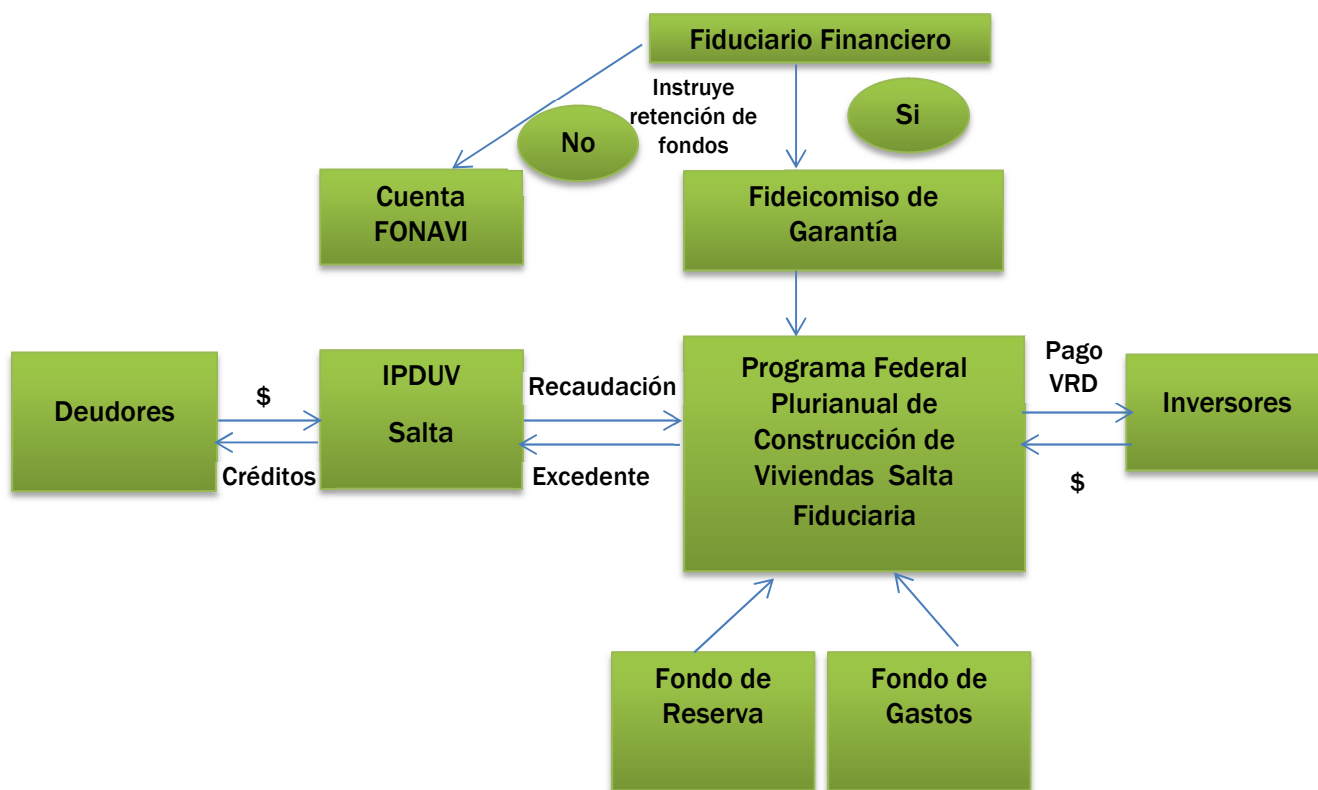 Fiduciario Financiero
Instruye
retención de
fondos
No
Si
Cuenta
FONAVI
Fideicomiso de
Garantía
Deudores
$
Créditos
IPDUV
Salta
Recaudación
Excedente
Programa Federal
Plurianual de
Construcción de
Viviendas Salta
Fiduciaria
Pago
VRD
$
Inversores
Fondo de
Reserva
Fondo de
Gastos